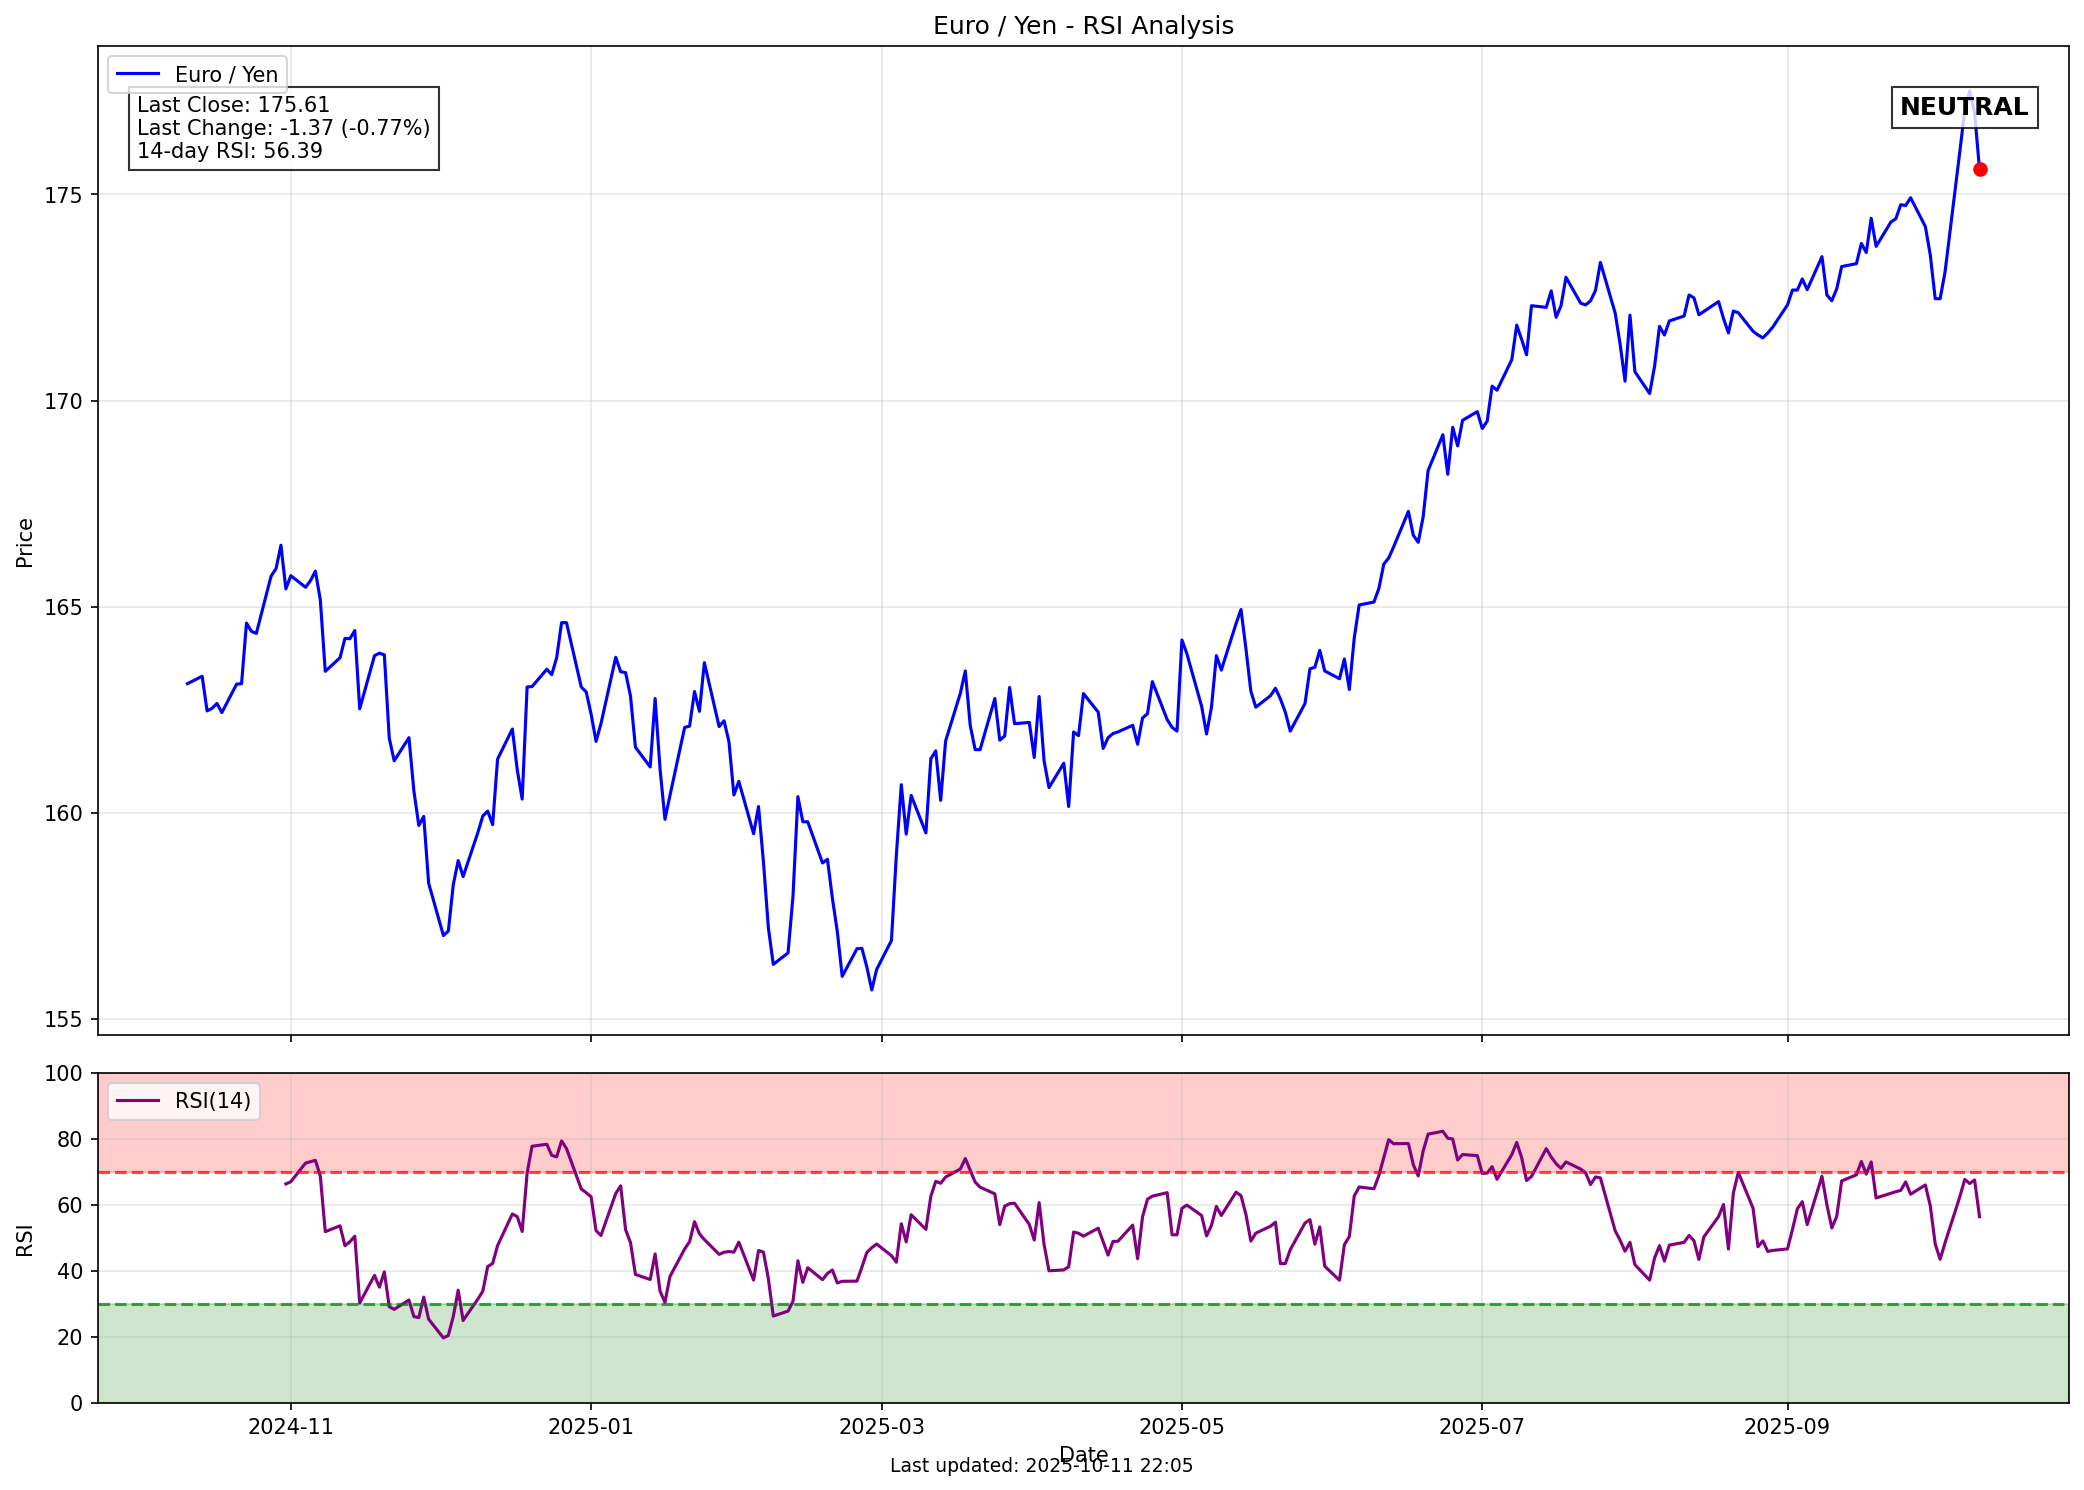 Euro / Yen - RSI Analysis
Euro / Yen
Last Close: 175.61
Last Change: -1.37 (-0.77%)
14-day RSI: 56.39
NEUTRAL
175
170
165
160
155
Price
100
80
60
40
20
0
RSI
RSI(14)
2024-11
2025-01
2025-03
2025-05
2025-07
2025-09
Date
Last updated: 2025-10-11 22:05